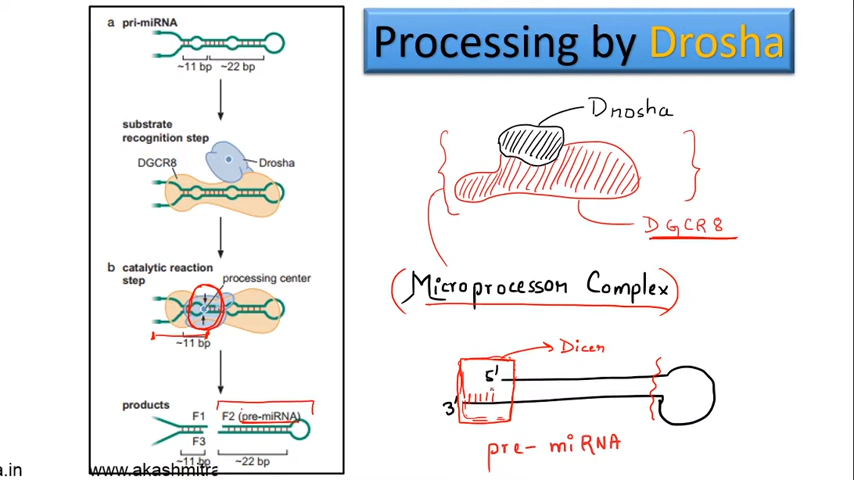 Processing by Drosha
a pri-miRNA
~11 bp ~22 bp
substrate
recognition step
DGCR8
Drosha
b catalytic reaction
step
processing center
~11 bp
products
F1 F2 (pre-miRNA)
F3
~11 bp ~22 bp
Drosha
DGCR8
(Microprocessor Complex)
Dicer
5'
3'
pre-miRNA
a.in
www.akashmitra